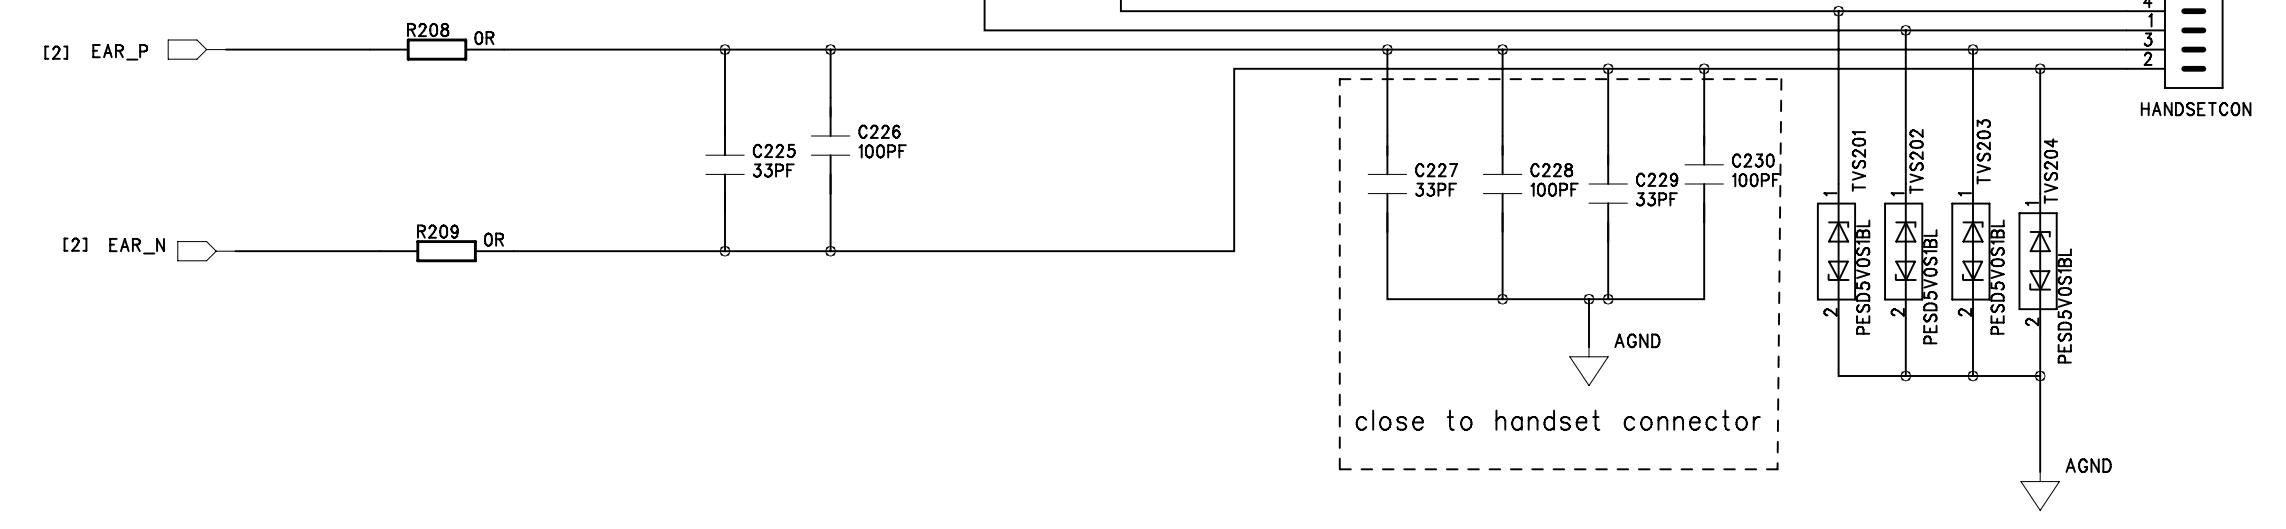 4
1
3
2
HANDSETCON
R208
0R
[2] EAR_P
C226
100PF
C225
33PF
C227
33PF
C228
100PF
C229
33PF
C230
100PF
R209
0R
[2] EAR_N
AGND
close to handset connector
1
TVS201
2
PESD5V0S1BL
1
TVS202
2
PESD5V0S1BL
1
TVS203
2
PESD5V0S1BL
1
TVS204
2
PESD5V0S1BL
AGND